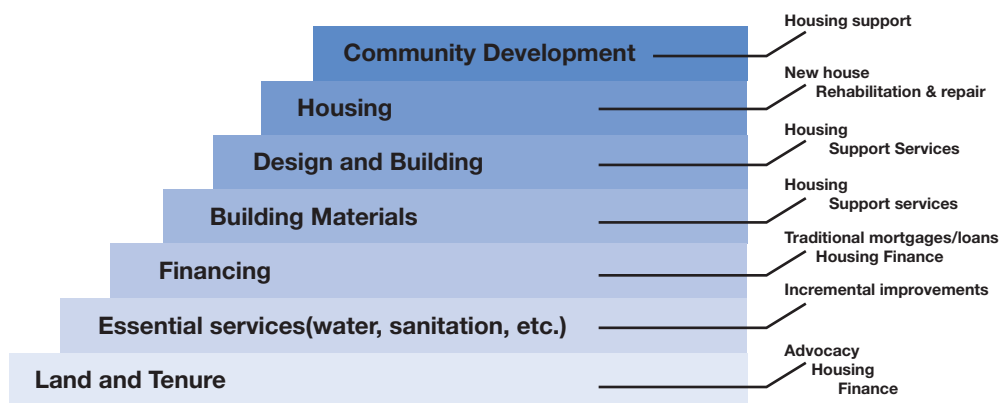 Housing support
Community Development
New house
Rehabilitation & repair
Housing
Housing
Support Services
Design and Building
Housing
Support services
Building Materials
Traditional mortgages/loans
Housing Finance
Financing
Incremental improvements
Essential services(water, sanitation, etc.)
Advocacy
Housing
Finance
Land and Tenure